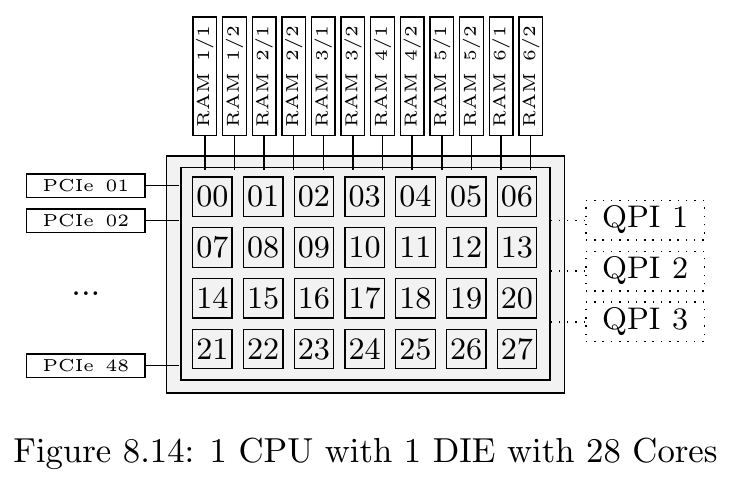 RAM 1/1
RAM 1/2
RAM 2/1
RAM 2/2
RAM 3/1
RAM 3/2
RAM 4/1
RAM 4/2
RAM 5/1
RAM 5/2
RAM 6/1
RAM 6/2
PCIe 01
PCIe 02
...
PCIe 48
00 01 02 03 04 05 06
07 08 09 10 11 12 13
14 15 16 17 18 19 20
21 22 23 24 25 26 27
QPI 1
QPI 2
QPI 3
Figure 8.14: 1 CPU with 1 DIE with 28 Cores